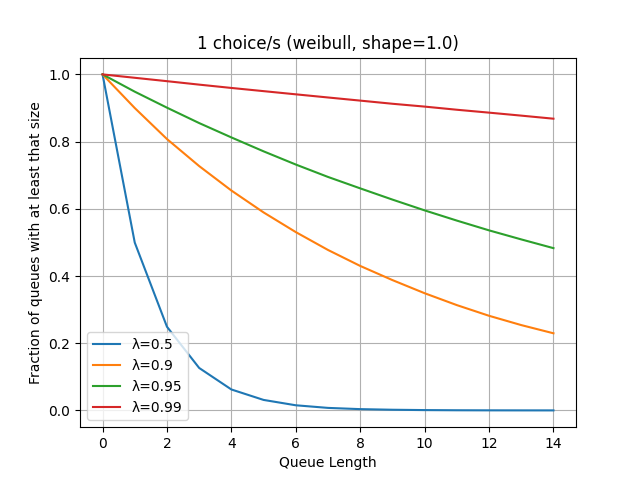 1 choice/s (weibull, shape=1.0)
Fraction of queues with at least that size
1.0
0.8
0.6
0.4
0.2
0.0
λ=0.5
λ=0.9
λ=0.95
λ=0.99
0 2 4 6 8 10 12 14
Queue Length